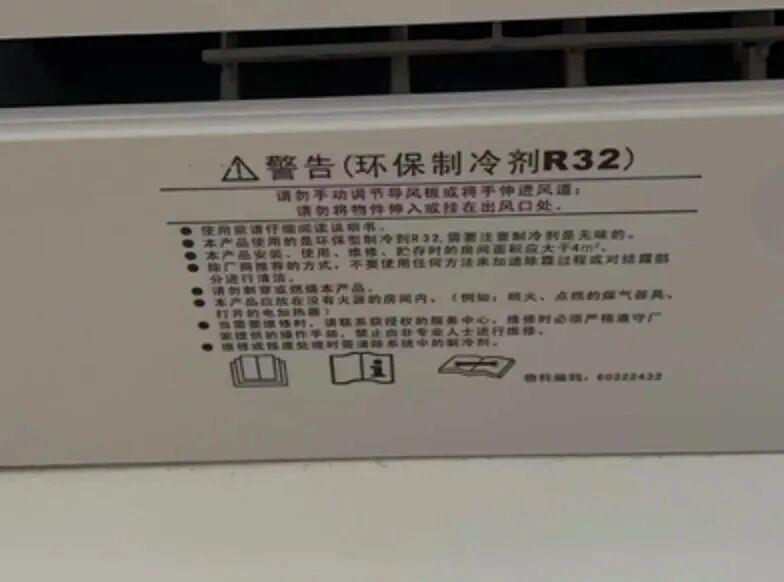 警告(环保制冷剂R32)
请勿手动调节导风板或将手伸进风道;
请勿将物件伸入或挂在出风口处。
● 使用前请仔细阅读说明书。
● 本产品使用的是环保型制冷剂R32,需要注意制冷剂是无味的。
● 本产品安装、使用、维修、贮存时的房间面积应大于4m²。
● 除厂商推荐的方式,不要使用任何方法来加速除霜过程或对结霜部
分进行清洁。
● 请勿刺穿或燃烧本产品。
● 本产品应放在没有火源的房间内。(例如:明火、点燃的煤气器具、
打开的电加热器)
● 当需要维修时,请联系获授权的服务中心。维修时必须严格遵守厂
家提供的操作手册,禁止由非专业人士进行维修。
● 维修或报废处理时需清除系统中的制冷剂。
物料编码:60222432